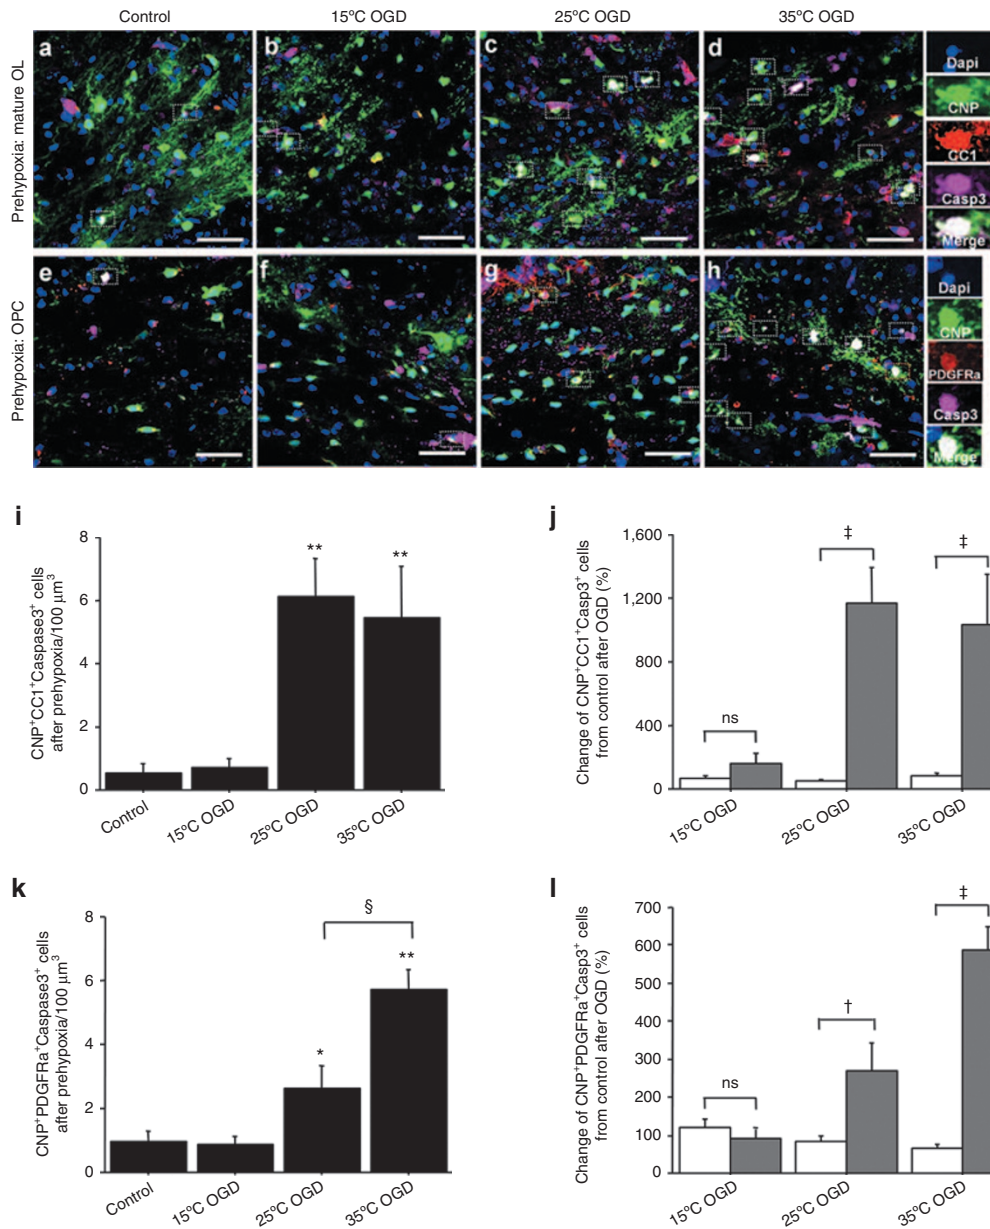 Control
15ºC OGD
25ºC OGD
35ºC OGD
Prehypoxia: mature OL
a
b
c
d
Dapi
CNP
CC1
Casp3
Merge
Prehypoxia: OPC
e
f
g
h
Dapi
CNP
PDGFRa
Casp3
Merge
i
CNP⁺CC1⁺Caspase3⁺ cells
after prehypoxia/100 μm³
8
6
4
2
0
**
**
Control
15ºC OGD
25ºC OGD
35ºC OGD
j
Change of CNP⁺CC1⁺Casp3⁺ cells
from control after OGD (%)
1,600
1,200
800
400
0
ns
‡
‡
15ºC OGD
25ºC OGD
35ºC OGD
k
CNP⁺PDGFRa⁺Caspase3⁺ cells
after prehypoxia/100 μm³
8
6
4
2
0
§
*
**
Control
15ºC OGD
25ºC OGD
35ºC OGD
l
Change of CNP⁺PDGFRa⁺Casp3⁺ cells
from control after OGD (%)
700
600
500
400
300
200
100
0
ns
†
‡
15ºC OGD
25ºC OGD
35ºC OGD